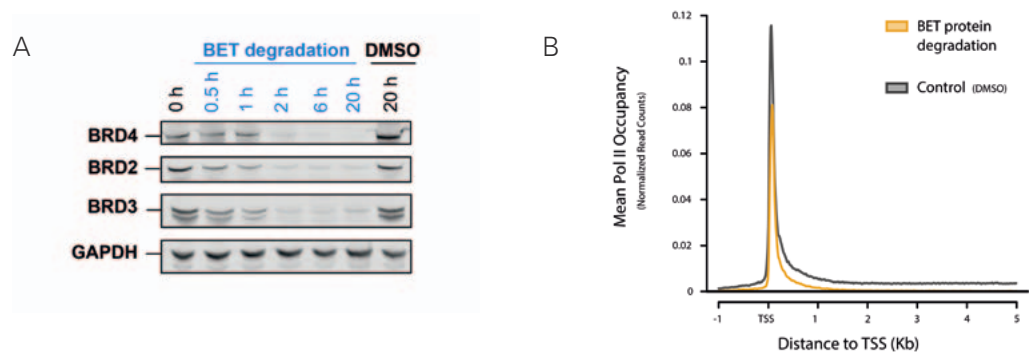 A
BET degradation DMSO
0 h 0.5 h 1 h 2 h 6 h 20 h 20 h
BRD4
BRD2
BRD3
GAPDH
B
Mean Pol II Occupancy
(Normalized Read Counts)
0.12
0.1
0.08
0.06
0.04
0.02
0
BET protein
degradation
Control (DMSO)
-1 TSS 1 2 3 4 5
Distance to TSS (Kb)